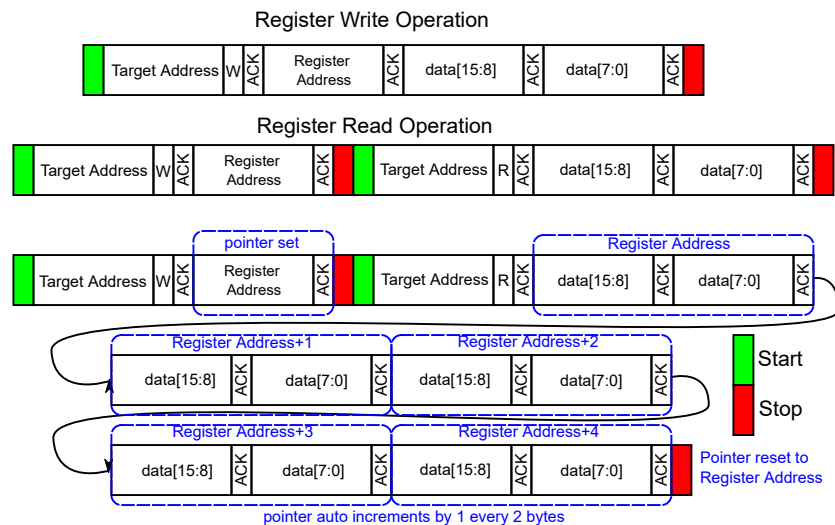 Register Write Operation
Target Address W ACK Register Address ACK data[15:8] ACK data[7:0] ACK
Register Read Operation
Target Address W ACK Register Address ACK Target Address R ACK data[15:8] ACK data[7:0] ACK
pointer set Register Address
Target Address W ACK Register Address ACK Target Address R ACK data[15:8] ACK data[7:0] ACK
Register Address+1 Register Address+2
data[15:8] ACK data[7:0] ACK data[15:8] ACK data[7:0] ACK
Start
Stop
Register Address+3 Register Address+4
data[15:8] ACK data[7:0] ACK data[15:8] ACK data[7:0] ACK
Pointer reset to
Register Address
pointer auto increments by 1 every 2 bytes